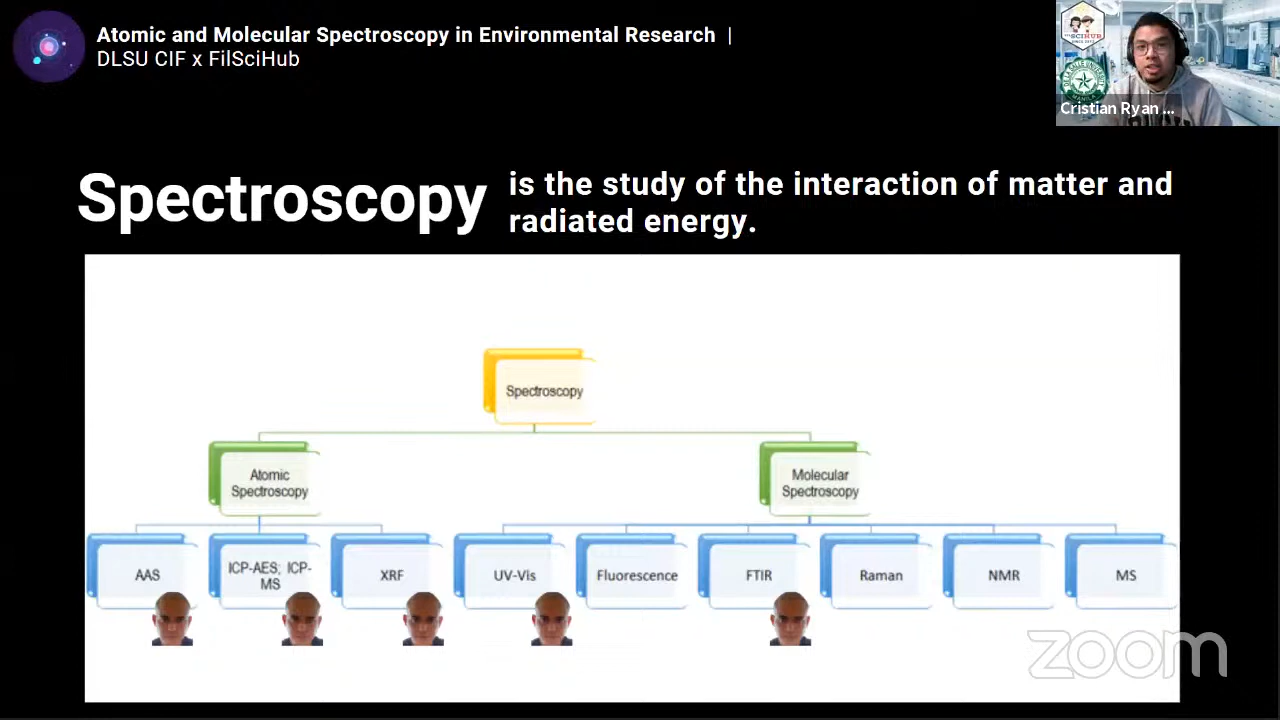 Atomic and Molecular Spectroscopy in Environmental Research |
DLSU CIF x FilSciHub
Cristian Ryan ...
Spectroscopy
is the study of the interaction of matter and
radiated energy.
Spectroscopy
Atomic
Spectroscopy
Molecular
Spectroscopy
AAS
ICP-AES; ICP-
MS
XRF
UV-Vis
Fluorescence
FTIR
Raman
NMR
MS
zoom